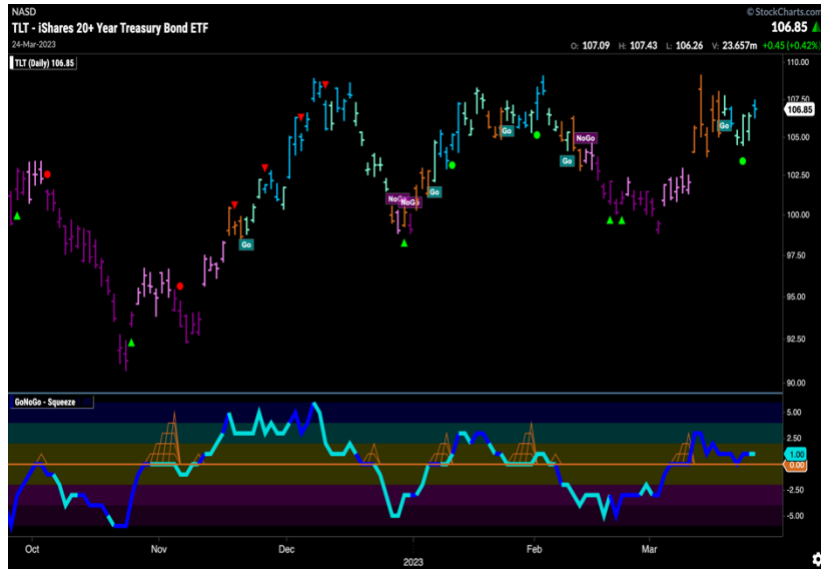 NASD
© StockCharts.com
TLT - iShares 20+ Year Treasury Bond ETF
106.85
24-Mar-2023
O: 107.09 H: 107.43 L: 106.26 V: 23.657m +0.45 (+0.42%)
TLT (Daily) 106.85
110.00
107.50
106.85
105.00
102.50
100.00
97.50
95.00
92.50
90.00
Go
NoGo
NoGo
Go
Go
Go
NoGo
Go
GoNoGo - Squeeze
5.00
2.50
1.00
0.00
-2.50
-5.00
Oct Nov Dec Feb Mar
2023